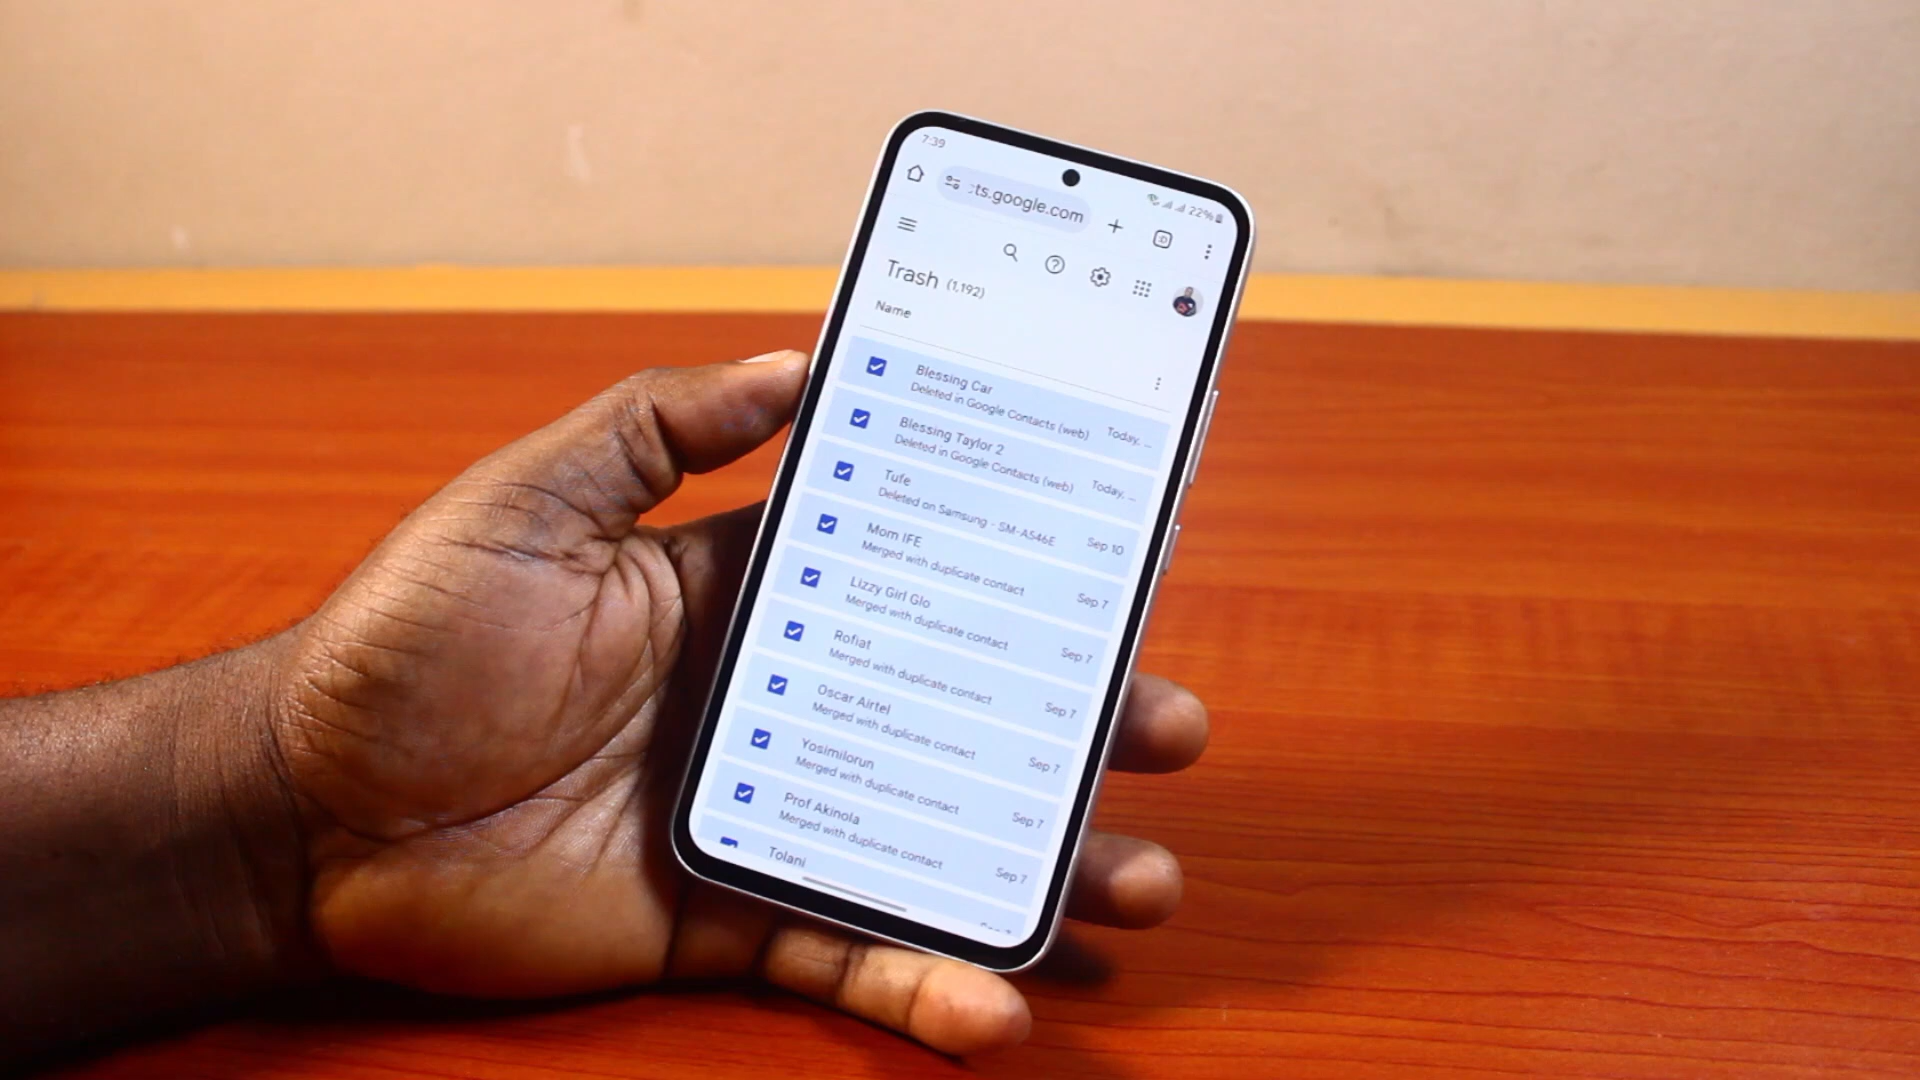 7:39
22%
ts.google.com
Trash (1,192)
Name
Blessing Car
Deleted in Google Contacts (web)
Today, ...
Blessing Taylor 2
Deleted in Google Contacts (web)
Today, ...
Tufe
Deleted on Samsung - SM-A546E
Sep 10
Mom IFE
Merged with duplicate contact
Sep 7
Lizzy Girl Glo
Merged with duplicate contact
Sep 7
Rofiat
Merged with duplicate contact
Sep 7
Oscar Airtel
Merged with duplicate contact
Sep 7
Yosimilorun
Merged with duplicate contact
Sep 7
Prof Akinola
Merged with duplicate contact
Sep 7
Tolani